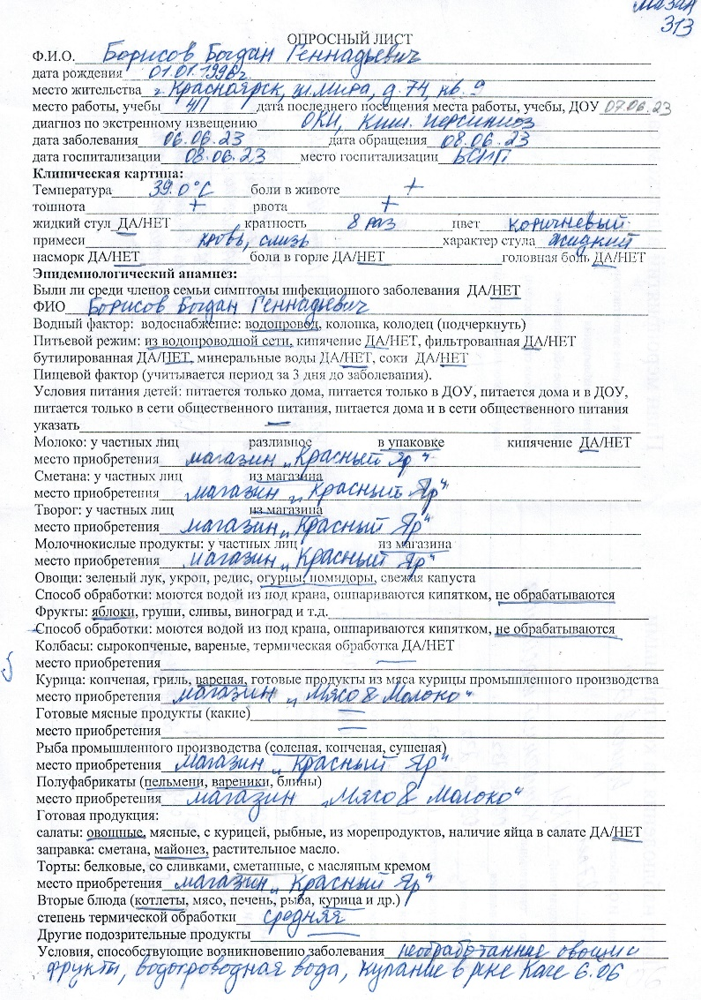 Мазан
313
ОПРОСНЫЙ ЛИСТ
Ф.И.О. Борисов Богдан Геннадьевич
дата рождения 01.01.1996г
место жительства г. Красноярск, ул. Мира, д. 74, кв. 9
место работы, учебы ЧП дата последнего посещения места работы, учебы, ДОУ 07.06.23
диагноз по экстренному извещению ОКИ, Киш. иерсиниоз
дата заболевания 06.06.23 дата обращения 08.06.23
дата госпитализации 08.06.23 место госпитализации БСМП
Клиническая картина:
Температура 39.0°C боли в животе +
тошнота + рвота +
жидкий стул ДА/НЕТ кратность 8 раз цвет коричневый
примеси кровь, слизь характер стула жидкий
насморк ДА/НЕТ боли в горле ДА/НЕТ головная боль ДА/НЕТ
Эпидемиологический анамнез:
Были ли среди членов семьи симптомы инфекционного заболевания ДА/НЕТ
ФИО Борисов Богдан Геннадиевич
Водный фактор: водоснабжение: водопровод, колонка, колодец (подчеркнуть)
Питьевой режим: из водопроводной сети, кипячение ДА/НЕТ, фильтрованная ДА/НЕТ
бутилированная ДА/НЕТ, минеральные воды ДА/НЕТ, соки ДА/НЕТ
Пищевой фактор (учитывается период за 3 дня до заболевания).
Условия питания детей: питается только дома, питается только в ДОУ, питается дома и в ДОУ,
питается только в сети общественного питания, питается дома и в сети общественного питания
указать —
Молоко: у частных лиц разливное в упаковке кипячение ДА/НЕТ
место приобретения магазин „Красный Яр"
Сметана: у частных лиц из магазина
место приобретения магазин „Красный Яр"
Творог: у частных лиц из магазина
место приобретения магазин „Красный Яр"
Молочнокислые продукты: у частных лиц из магазина
место приобретения магазин „Красный Яр"
Овощи: зеленый лук, укроп, редис, огурцы, помидоры, свежая капуста
Способ обработки: моются водой из под крана, ошпариваются кипятком, не обрабатываются
Фрукты: яблоки, груши, сливы, виноград и т.д.
Способ обработки: моются водой из под крана, ошпариваются кипятком, не обрабатываются
Колбасы: сырокопченые, вареные, термическая обработка ДА/НЕТ
место приобретения —
Курица: копченая, гриль, вареная, готовые продукты из мяса курицы промышленного производства
место приобретения магазин „Мясо & Молоко"
Готовые мясные продукты (какие) —
место приобретения —
Рыба промышленного производства (соленая, копченая, сушеная)
место приобретения магазин „Красный Яр"
Полуфабрикаты (пельмени, вареники, блины)
место приобретения магазин „Мясо & Молоко"
Готовая продукция:
салаты: овощные, мясные, с курицей, рыбные, из морепродуктов, наличие яйца в салате ДА/НЕТ
заправка: сметана, майонез, растительное масло.
Торты: белковые, со сливками, сметанные, с масляным кремом
место приобретения магазин „Красный Яр"
Вторые блюда (котлеты, мясо, печень, рыба, курица и др.)
степень термической обработки средняя
Другие подозрительные продукты —
Условия, способствующие возникновению заболевания необработанные овощи и
фрукты, водопроводная вода, купание в реке Каче 6.06